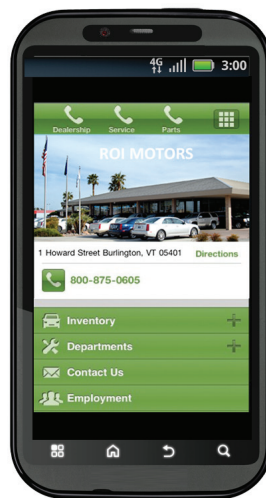 4G 3:00
Dealership Service Parts
ROI MOTORS
1 Howard Street Burlington, VT 05401 Directions
800-875-0605
Inventory
Departments
Contact Us
Employment